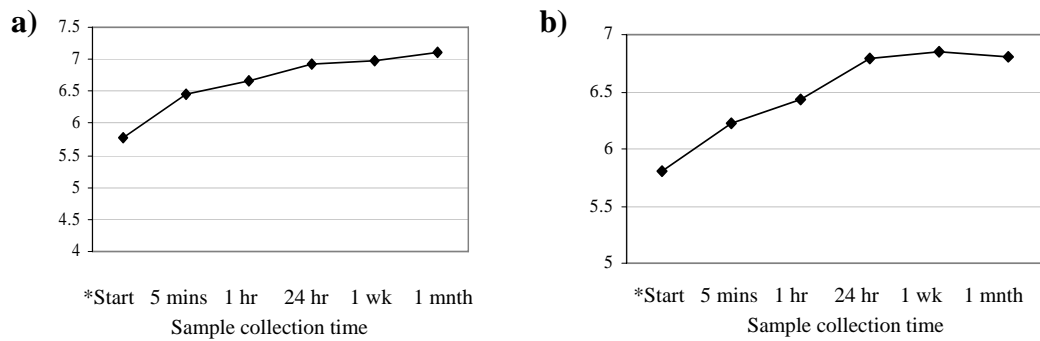 a)
7.5
7
6.5
6
5.5
5
4.5
4
*Start 5 mins 1 hr 24 hr 1 wk 1 mnth
Sample collection time
b)
7
6.5
6
5.5
5
*Start 5 mins 1 hr 24 hr 1 wk 1 mnth
Sample collection time